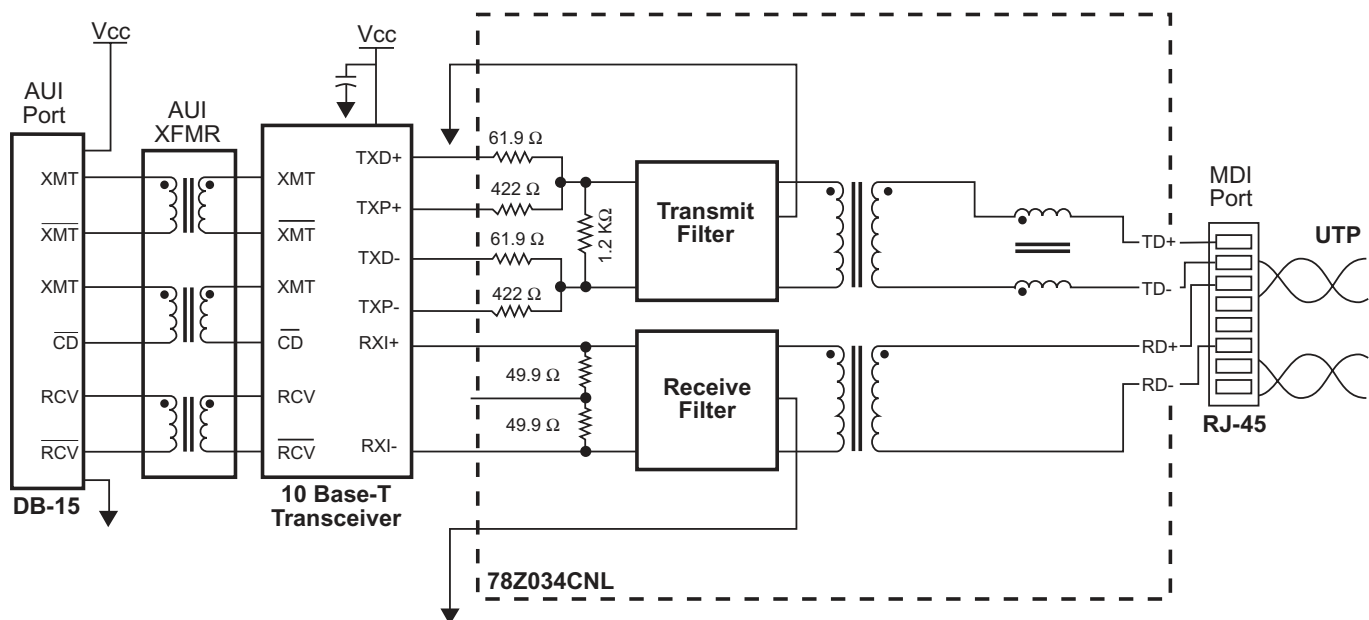 Vcc
AUI
Port
AUI
XFMR
XMT
XMT
XMT
CD
RCV
RCV
DB-15
Vcc
XMT
XMT
XMT
CD
RCV
RCV
TXD+
TXP+
TXD-
TXP-
RXI+
RXI-
10 Base-T
Transceiver
61.9 Ω
422 Ω
61.9 Ω
422 Ω
1.2 KΩ
49.9 Ω
49.9 Ω
Transmit
Filter
Receive
Filter
78Z034CNL
TD+
TD-
RD+
RD-
MDI
Port
UTP
RJ-45